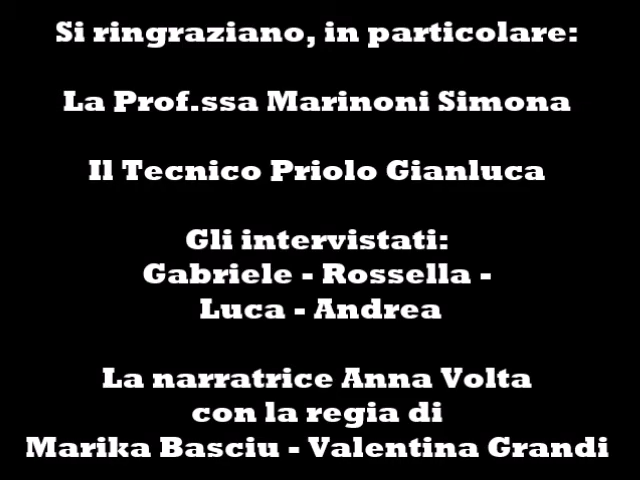 Si ringraziano, in particolare:
La Prof.ssa Marinoni Simona
Il Tecnico Priolo Gianluca
Gli intervistati:
Gabriele - Rossella -
Luca - Andrea
La narratrice Anna Volta
con la regia di
Marika Basciu - Valentina Grandi